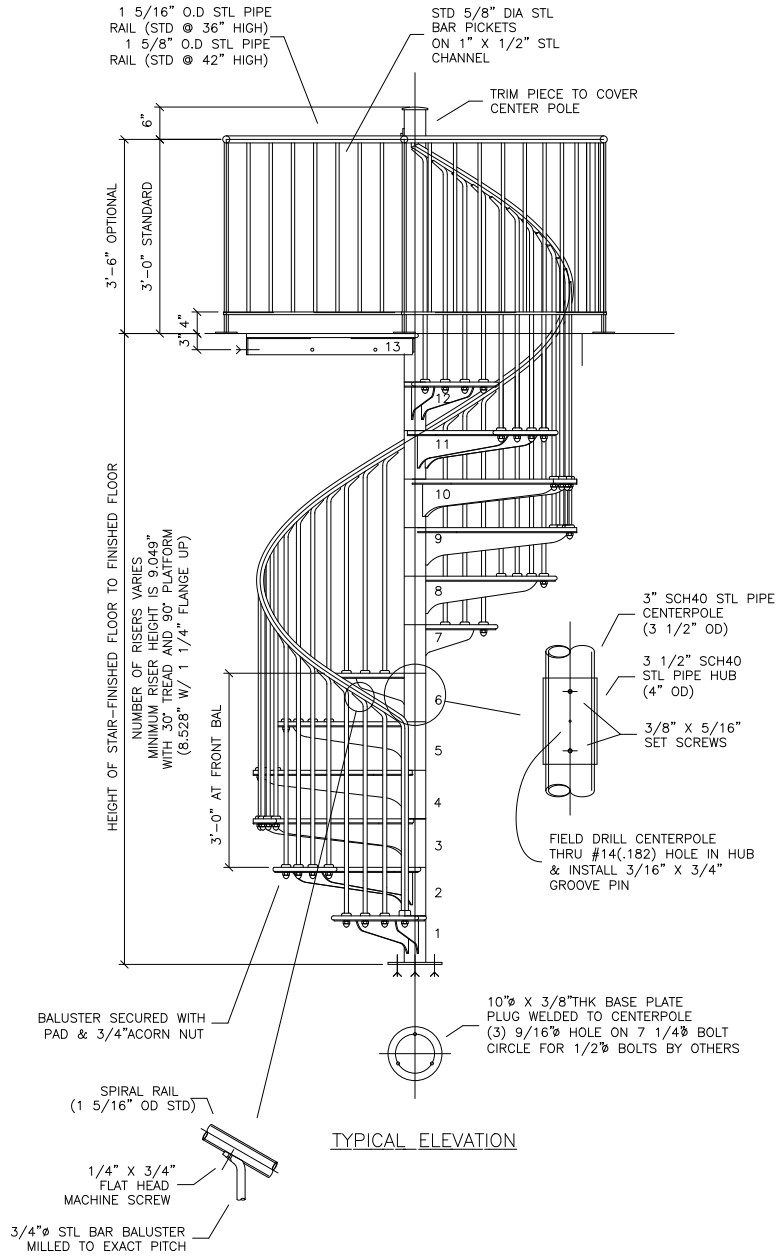 1 5/16" O.D STL PIPE
RAIL (STD @ 36" HIGH)
1 5/8" O.D STL PIPE
RAIL (STD @ 42" HIGH)
STD 5/8" DIA STL
BAR PICKETS
ON 1" X 1/2" STL
CHANNEL
TRIM PIECE TO COVER
CENTER POLE
6"
3'-6" OPTIONAL
3'-0" STANDARD
4"
3"
13
12
11
10
9
8
7
6
5
4
3
2
1
HEIGHT OF STAIR-FINISHED FLOOR TO FINISHED FLOOR
NUMBER OF RISERS VARIES
MINIMUM RISER HEIGHT IS 9.049"
WITH 30° TREAD AND 90° PLATFORM
(8.528" W/ 1 1/4" FLANGE UP)
3'-0" AT FRONT BAL
3" SCH40 STL PIPE
CENTERPOLE
(3 1/2" OD)
3 1/2" SCH40
STL PIPE HUB
(4" OD)
3/8" X 5/16"
SET SCREWS
FIELD DRILL CENTERPOLE
THRU #14(.182) HOLE IN HUB
& INSTALL 3/16" X 3/4"
GROOVE PIN
BALUSTER SECURED WITH
PAD & 3/4"ACORN NUT
10"ø X 3/8"THK BASE PLATE
PLUG WELDED TO CENTERPOLE
(3) 9/16"ø HOLE ON 7 1/4"ø BOLT
CIRCLE FOR 1/2"ø BOLTS BY OTHERS
SPIRAL RAIL
(1 5/16" OD STD)
1/4" X 3/4"
FLAT HEAD
MACHINE SCREW
3/4"ø STL BAR BALUSTER
MILLED TO EXACT PITCH
TYPICAL ELEVATION